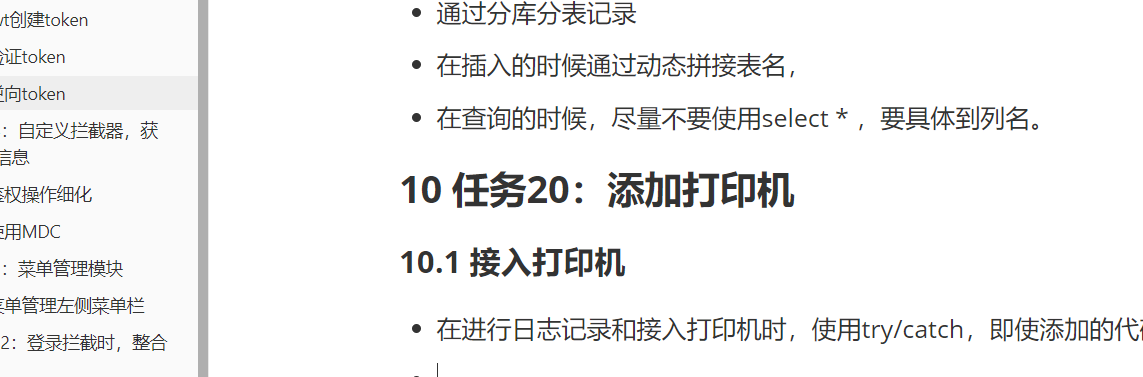 创建token
证token
向token
：自定义拦截器，获
信息
权操作细化
使用MDC
：菜单管理模块
菜单管理左侧菜单栏
2：登录拦截时，整合
通过分库分表记录
在插入的时候通过动态拼接表名，
在查询的时候，尽量不要使用select * ，要具体到列名。
10 任务20：添加打印机
10.1 接入打印机
在进行日志记录和接入打印机时，使用try/catch，即使添加的代